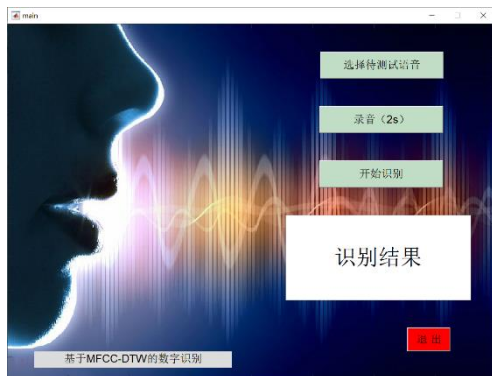 main
选择待测试语音
录音（2s）
开始识别
识别结果
退 出
基于MFCC-DTW的数字识别